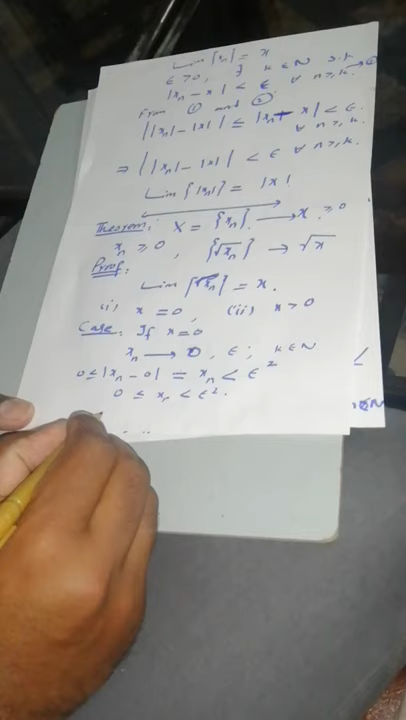 Lim {xₙ} = x
ε > 0, ∃ k ∈ N s.t
|xₙ - x| < ε ∀ n ≥ k. → ②
From ① and ②
||xₙ| - |x|| ≤ |xₙ - x| < ε.
∀ n ≥ k.
⇒ ||xₙ| - |x|| < ε ∀ n ≥ k.
Lim {|xₙ|} = |x|
Theorem: X = {xₙ} → x ≥ 0
xₙ ≥ 0, {√xₙ} → √x
Proof:
Lim {xₙ} = x.
(i) x = 0, (ii) x > 0
Case: If x = 0
xₙ → 0, ε; k ∈ N
0 ≤ |xₙ - 0| = xₙ < ε²
0 ≤ xₙ < ε².